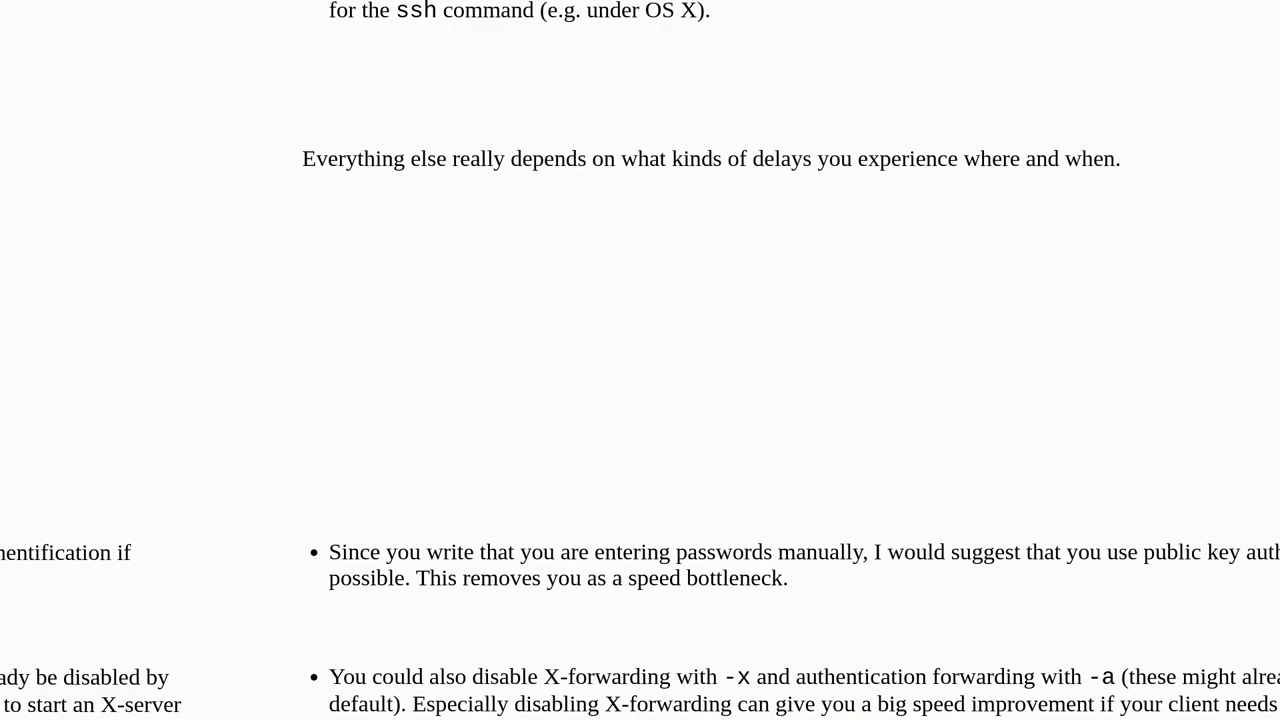 for the ssh command (e.g. under OS X).
Everything else really depends on what kinds of delays you experience where and when.
hentification if
• Since you write that you are entering passwords manually, I would suggest that you use public key auth
possible. This removes you as a speed bottleneck.
ady be disabled by
to start an X-server
• You could also disable X-forwarding with -x and authentication forwarding with -a (these might alrea
default). Especially disabling X-forwarding can give you a big speed improvement if your client needs